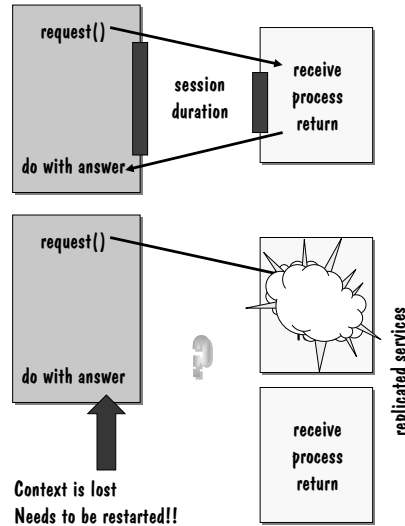 request()
session
duration
receive
process
return
do with answer
request()
do with answer
replicated services
receive
process
return
Context is lost
Needs to be restarted!!